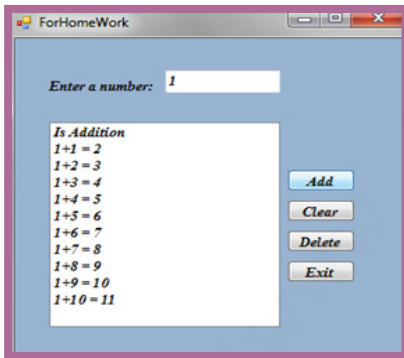 ForHomeWork
Enter a number: 1
Is Addition
1+1 = 2
1+2 = 3
1+3 = 4
1+4 = 5
1+5 = 6
1+6 = 7
1+7 = 8
1+8 = 9
1+9 = 10
1+10 = 11
Add
Clear
Delete
Exit